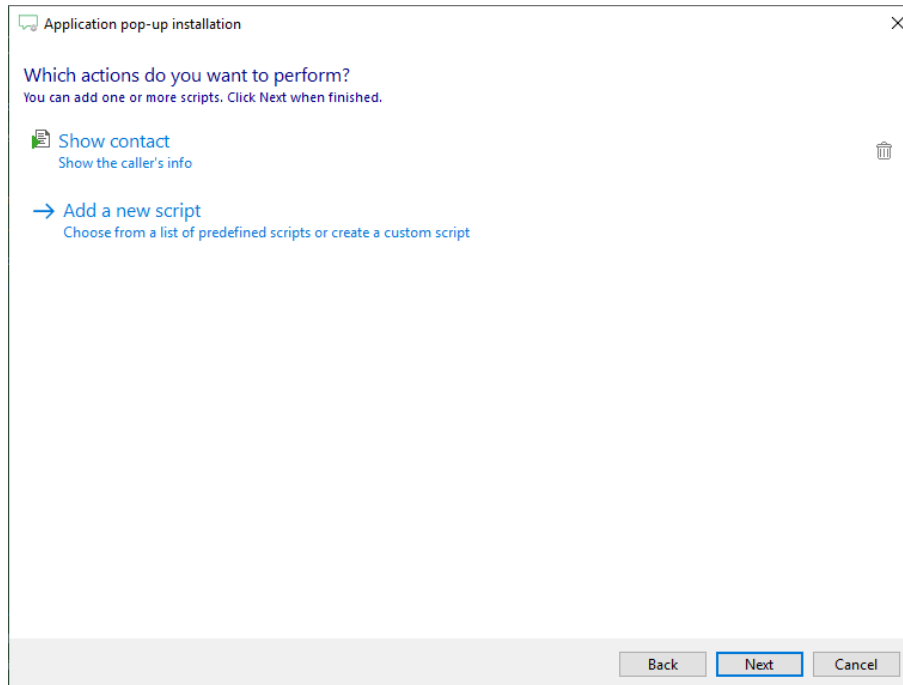 Application pop-up installation
Which actions do you want to perform?
You can add one or more scripts. Click Next when finished.
Show contact
Show the caller's info
Add a new script
Choose from a list of predefined scripts or create a custom script
Back Next Cancel